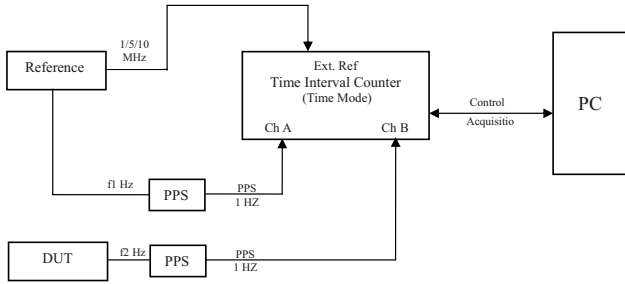 1/5/10
MHz
Reference
Ext. Ref
Time Interval Counter
(Time Mode)
Ch A
Ch B
Control
Acquisitio
PC
f1 Hz
PPS
PPS
1 HZ
DUT
f2 Hz
PPS
PPS
1 HZ